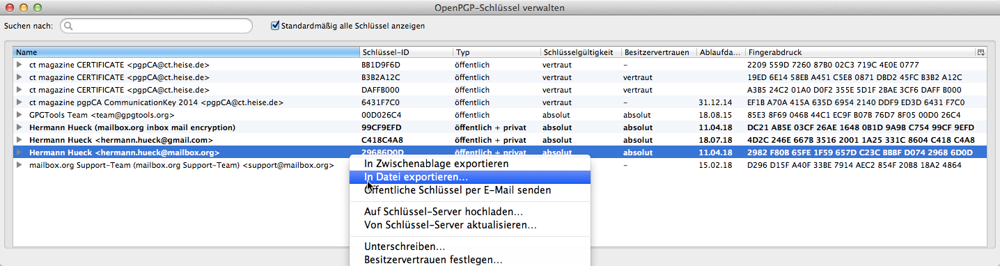 OpenPGP-Schlüssel verwalten
Suchen nach: Standardmäßig alle Schlüssel anzeigen
Name Schlüssel-ID Typ Schlüsselgültigkeit Besitzervertrauen Ablaufda... Fingerabdruck
ct magazine CERTIFICATE <pgpCA@ct.heise.de> BB1D9F6D öffentlich vertraut – 2209 559D 7260 87B0 02C3 719C 4E0E 0777
ct magazine CERTIFICATE <pgpCA@ct.heise.de> B3B2A12C öffentlich vertraut vertraut 19ED 6E14 58EB A451 C5E8 0871 DBD2 45FC B3B2 A12C
ct magazine CERTIFICATE <pgpCA@ct.heise.de> DAFFB000 öffentlich vertraut vertraut A3B5 24C2 01A0 D0F2 355E 5D1F 2BAE 3CF6 DAFF B000
ct magazine pgpCA CommunicationKey 2014 <pgpCA@ct.heise.de> 6431F7C0 öffentlich vertraut – 31.12.14 EF1B A70A 415A 635D 6954 2140 DDF9 ED3D 6431 F7C0
GPGTools Team <team@gpgtools.org> 00D026C4 öffentlich absolut absolut 18.08.15 85E3 8F69 046B 44C1 EC9F B07B 76D7 8F05 00D0 26C4
Hermann Hueck (mailbox.org inbox mail encryption) 99CF9EFD öffentlich + privat absolut absolut 11.04.18 DC21 AB5E 03CF 26AE 1648 0B1D 9A9B C754 99CF 9EFD
Hermann Hueck <hermann.hueck@gmail.com> C418C4A8 öffentlich + privat absolut absolut 18.07.18 4D2C 246E 667B 3516 2001 1A25 331C 8604 C418 C4A8
Hermann Hueck <hermann.hueck@mailbox.org> 29686D0D öffentlich + privat absolut absolut 11.04.18 2982 F80B 65FE 1F59 657D C23C BBBF D074 2968 6D0D
mailbox.org Support-Team (mailbox.org Support-Team) <support@mailbox.org> – 15.02.18 D296 D15F A40F 33BE 7914 AEC2 854F 20B8 18A2 4864
In Zwischenablage exportieren
In Datei exportieren...
Öffentliche Schlüssel per E-Mail senden
Auf Schlüssel-Server hochladen...
Von Schlüssel-Server aktualisieren...
Unterschreiben...
Besitzervertrauen festlegen...